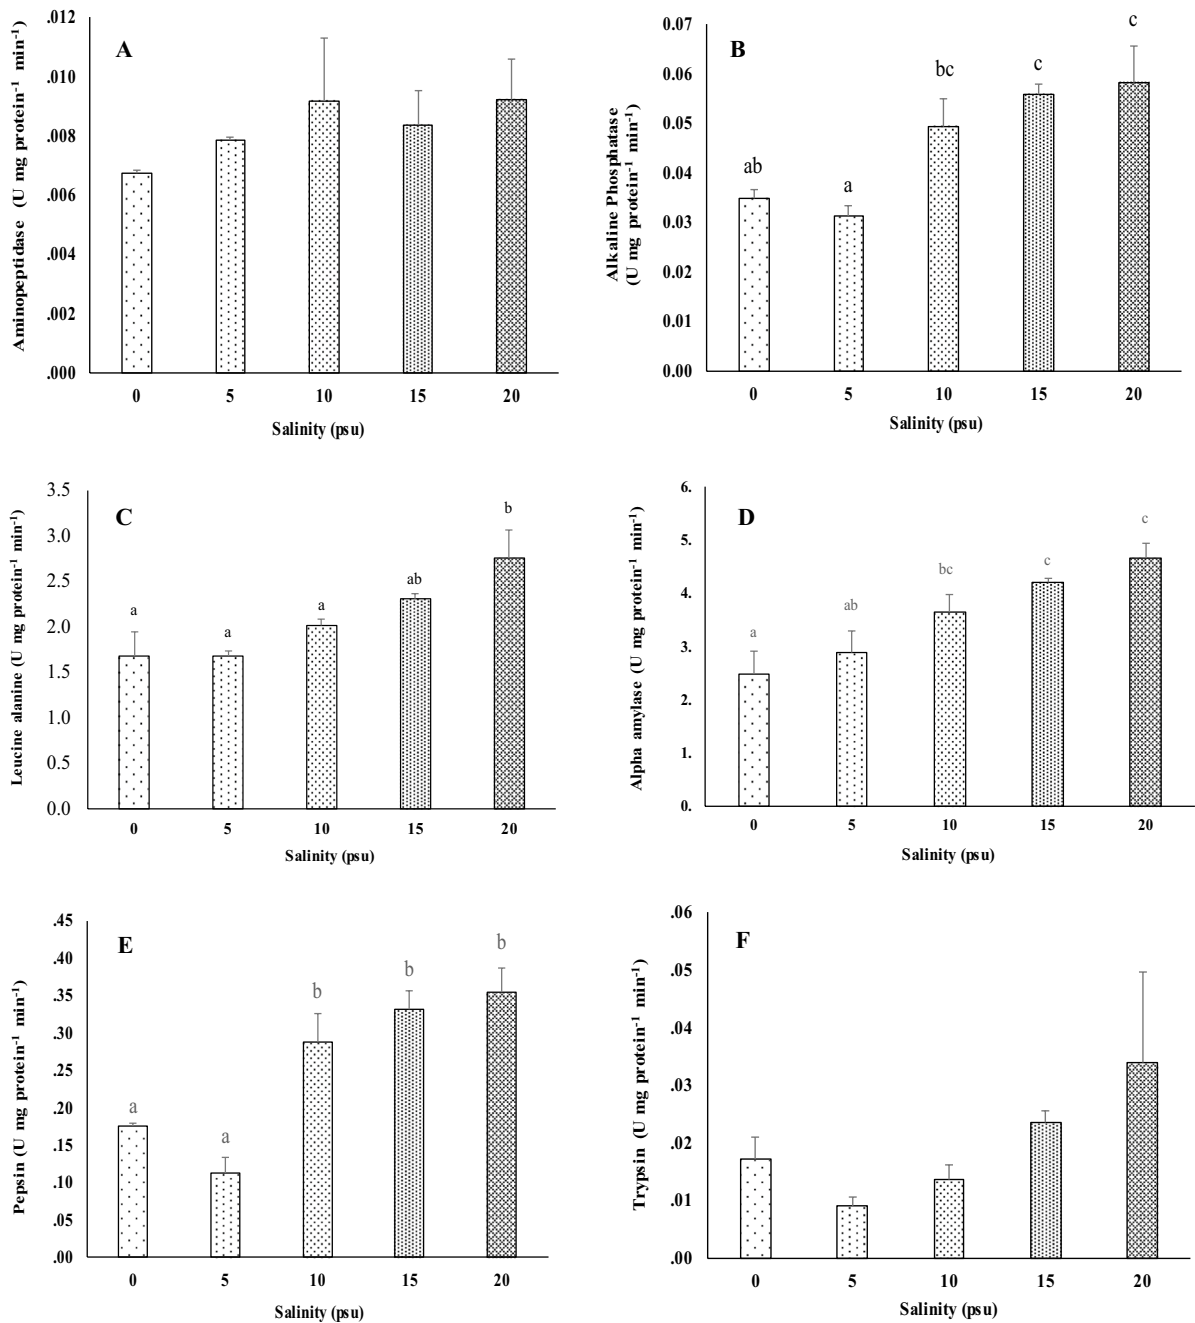 A
Aminopeptidase (U mg protein⁻¹ min⁻¹)
.012
.010
.008
.006
.004
.002
.000
0 5 10 15 20
Salinity (psu)
B
Alkaline Phosphatase
(U mg protein⁻¹ min⁻¹)
0.07
0.06
0.05
0.04
0.03
0.02
0.01
0.00
ab a bc c c
0 5 10 15 20
Salinity (psu)
C
Leucine alanine (U mg protein⁻¹ min⁻¹)
3.5
3.0
2.5
2.0
1.5
1.0
0.5
0.0
a a a ab b
0 5 10 15 20
Salinity (psu)
D
Alpha amylase (U mg protein⁻¹ min⁻¹)
6.
5.
4.
3.
2.
1.
0.
a ab bc c c
0 5 10 15 20
Salinity (psu)
E
Pepsin (U mg protein⁻¹ min⁻¹)
.45
.40
.35
.30
.25
.20
.15
.10
.05
.00
a a b b b
0 5 10 15 20
Salinity (psu)
F
Trypsin (U mg protein⁻¹ min⁻¹)
.06
.05
.04
.03
.02
.01
.00
0 5 10 15 20
Salinity (psu)